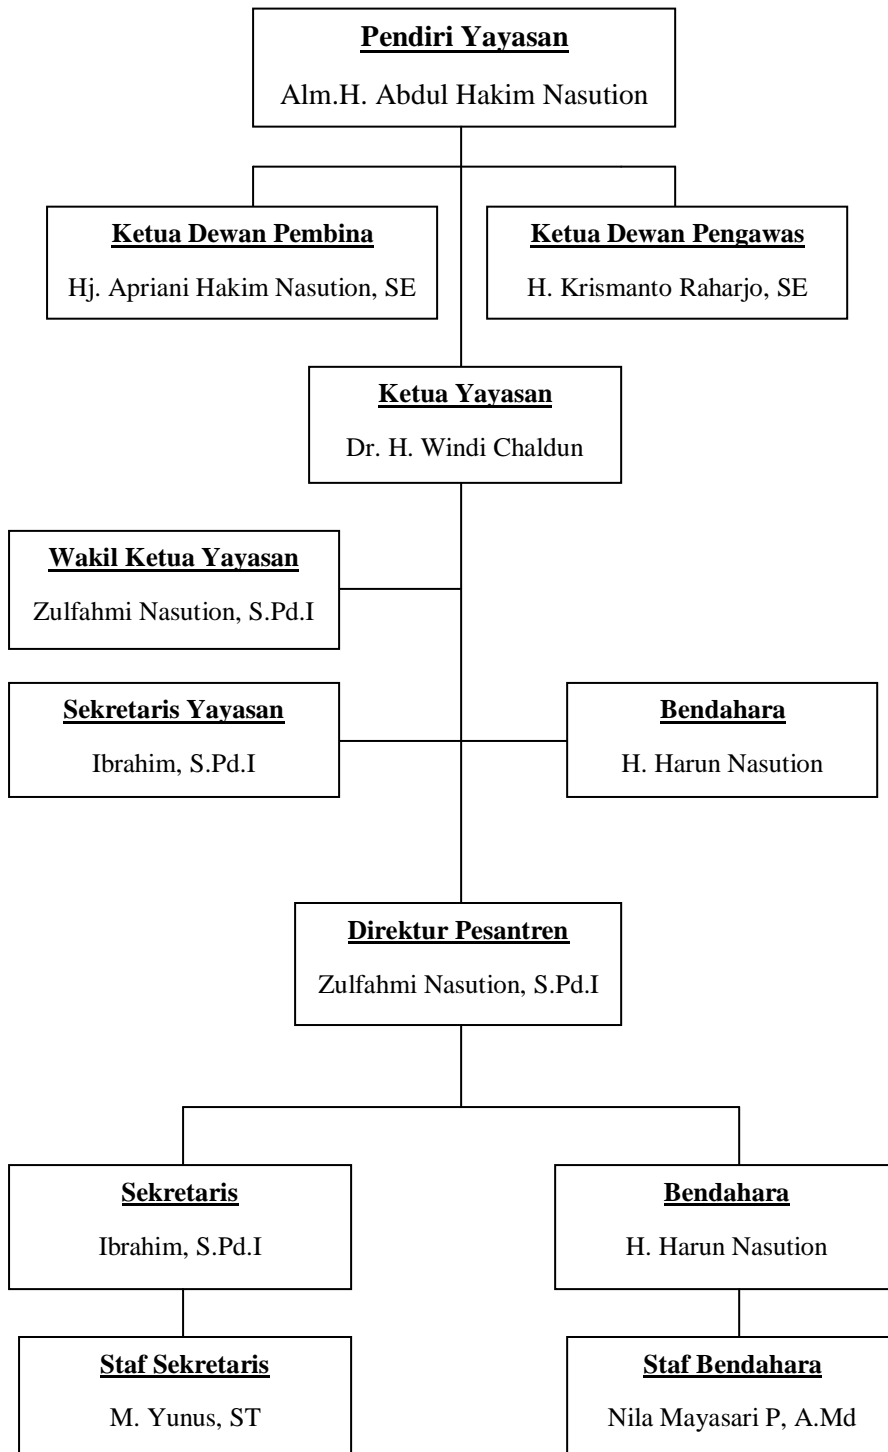 Pendiri Yayasan
Alm.H. Abdul Hakim Nasution
Ketua Dewan Pembina
Hj. Apriani Hakim Nasution, SE
Ketua Dewan Pengawas
H. Krismanto Raharjo, SE
Ketua Yayasan
Dr. H. Windi Chaldun
Wakil Ketua Yayasan
Zulfahmi Nasution, S.Pd.I
Sekretaris Yayasan
Ibrahim, S.Pd.I
Bendahara
H. Harun Nasution
Direktur Pesantren
Zulfahmi Nasution, S.Pd.I
Sekretaris
Ibrahim, S.Pd.I
Bendahara
H. Harun Nasution
Staf Sekretaris
M. Yunus, ST
Staf Bendahara
Nila Mayasari P, A.Md